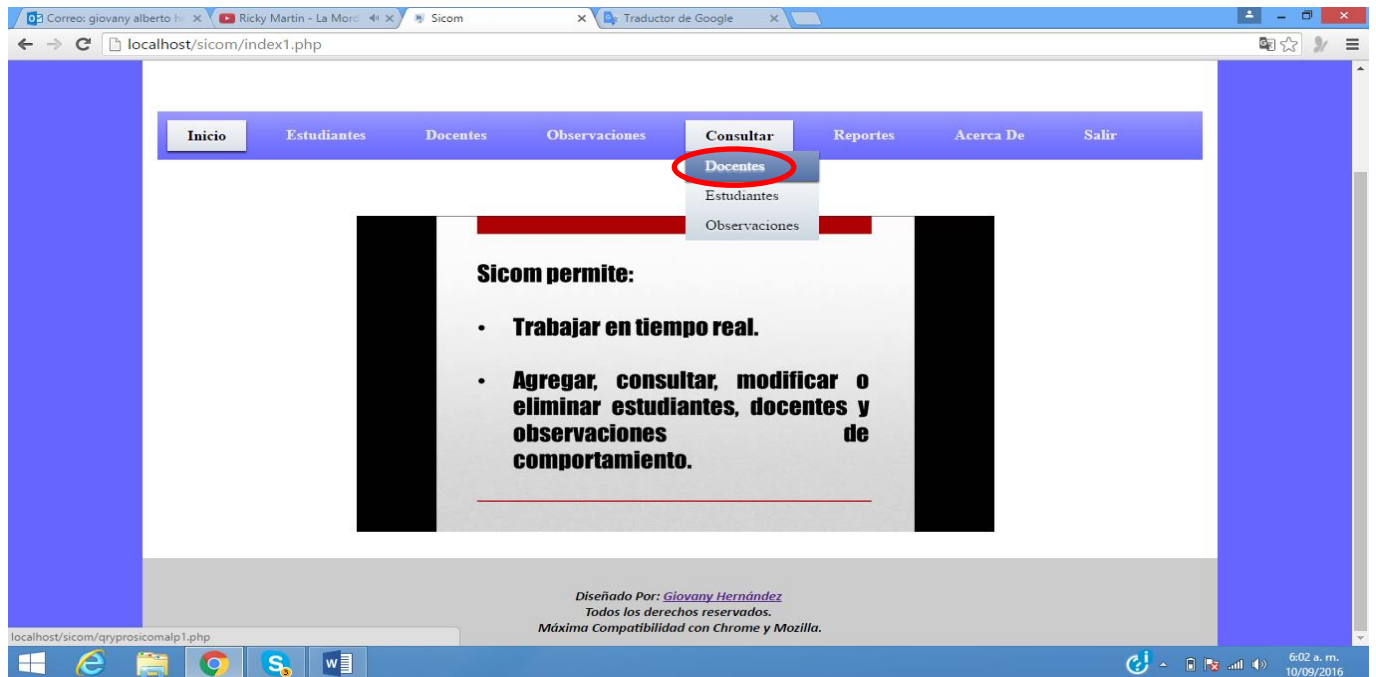 Correo: giovany alberto h
Ricky Martin - La Mord
Sicom
Traductor de Google
localhost/sicom/index1.php
Inicio Estudiantes Docentes Observaciones Consultar Reportes Acerca De Salir
Docentes
Estudiantes
Observaciones
Sicom permite:
• Trabajar en tiempo real.
• Agregar, consultar, modificar o
eliminar estudiantes, docentes y
observaciones de
comportamiento.
Diseñado Por: Giovany Hernández
Todos los derechos reservados.
Máxima Compatibilidad con Chrome y Mozilla.
localhost/sicom/qryprosicomalp1.php
6:02 a. m.
10/09/2016